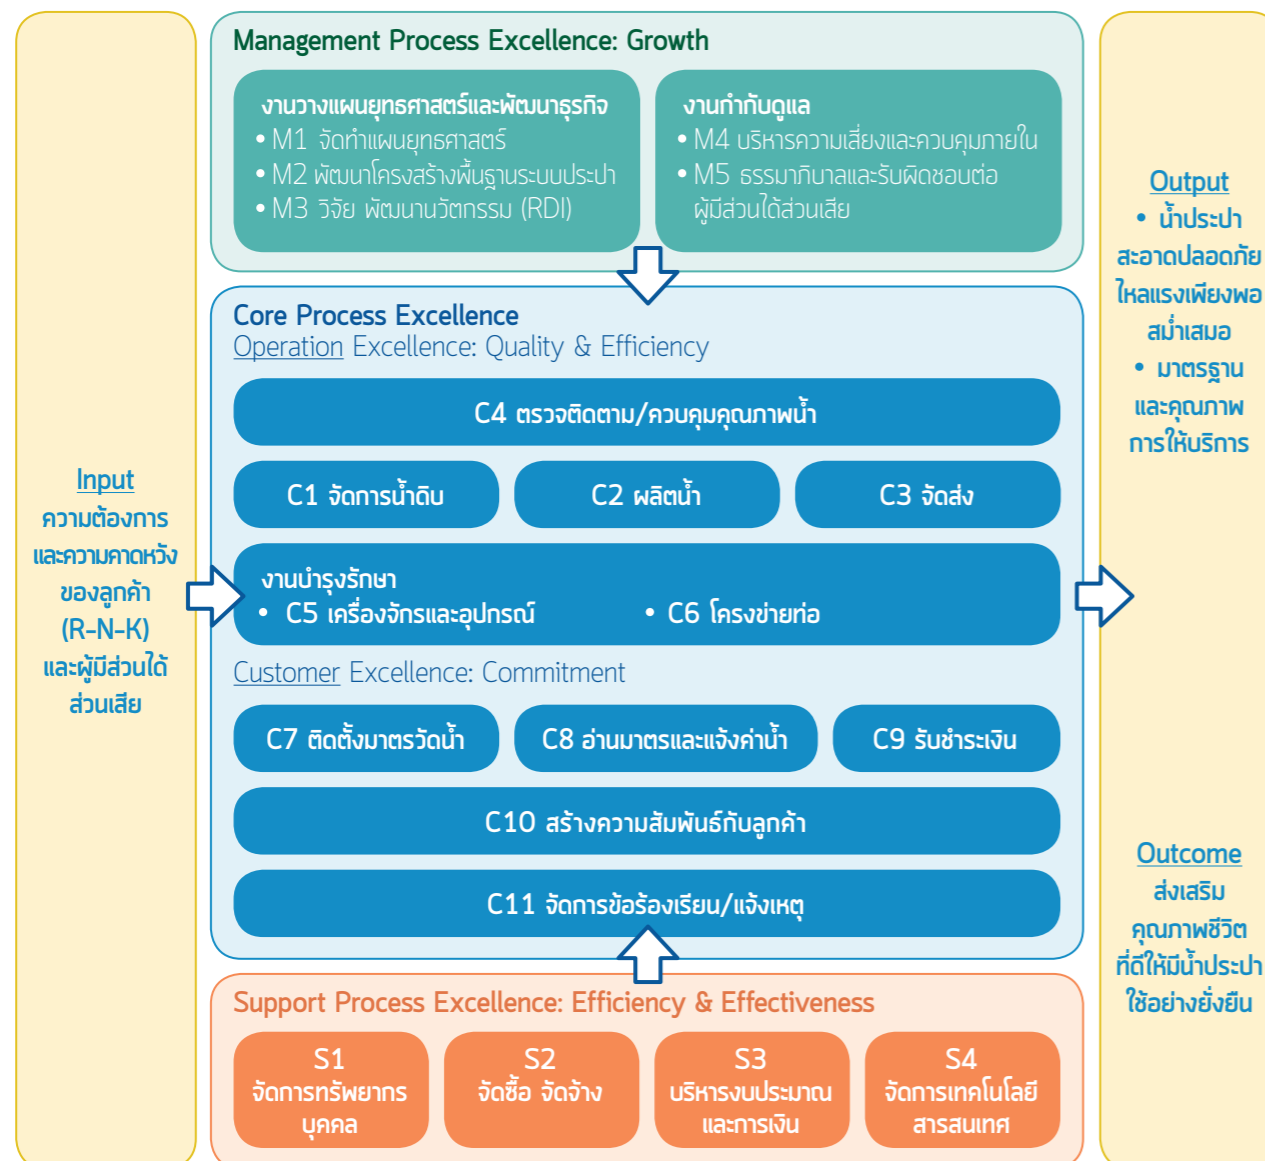 Management Process Excellence: Growth
งานวางแผนยุทธศาสตร์และพัฒนาธุรกิจ
• M1 จัดทำแผนยุทธศาสตร์
• M2 พัฒนาโครงสร้างพื้นฐานระบบประปา
• M3 วิจัย พัฒนานวัตกรรม (RDI)
งานกำกับดูแล
• M4 บริหารความเสี่ยงและควบคุมภายใน
• M5 ธรรมาภิบาลและรับผิดชอบต่อ
ผู้มีส่วนได้ส่วนเสีย
Input
ความต้องการ
และความคาดหวัง
ของลูกค้า
(R-N-K)
และผู้มีส่วนได้
ส่วนเสีย
Core Process Excellence
Operation Excellence: Quality & Efficiency
C4 ตรวจติดตาม/ควบคุมคุณภาพน้ำ
C1 จัดการน้ำดิบ
C2 ผลิตน้ำ
C3 จัดส่ง
งานบำรุงรักษา
• C5 เครื่องจักรและอุปกรณ์
• C6 โครงข่ายท่อ
Customer Excellence: Commitment
C7 ติดตั้งมาตรวัดน้ำ
C8 อ่านมาตรและแจ้งค่าน้ำ
C9 รับชำระเงิน
C10 สร้างความสัมพันธ์กับลูกค้า
C11 จัดการข้อร้องเรียน/แจ้งเหตุ
Support Process Excellence: Efficiency & Effectiveness
S1
จัดการทรัพยากร
บุคคล
S2
จัดซื้อ จัดจ้าง
S3
บริหารงบประมาณ
และการเงิน
S4
จัดการเทคโนโลยี
สารสนเทศ
Output
• น้ำประปา
สะอาดปลอดภัย
ไหลแรงเพียงพอ
สม่ำเสมอ
• มาตรฐาน
และคุณภาพ
การให้บริการ
Outcome
ส่งเสริม
คุณภาพชีวิต
ที่ดีให้มีน้ำประปา
ใช้อย่างยั่งยืน